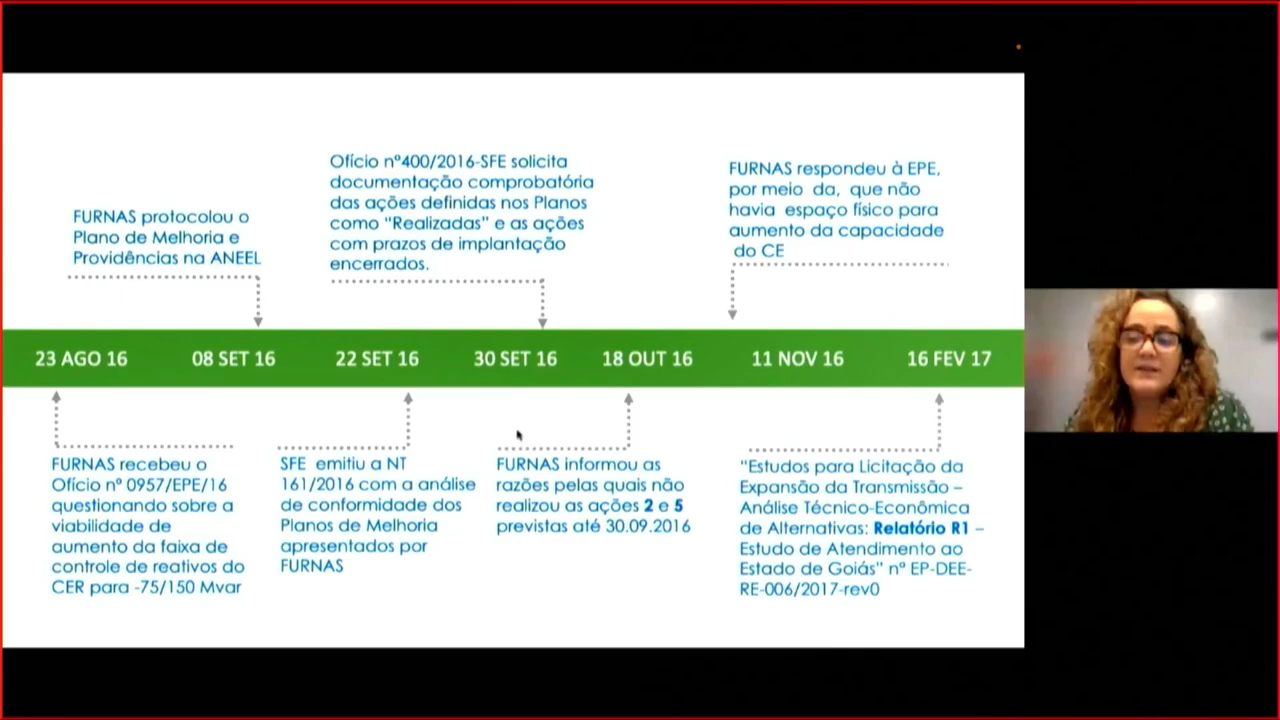 Ofício nº400/2016-SFE solicita
documentação comprobatória
das ações definidas nos Planos
como “Realizadas” e as ações
com prazos de implantação
encerrados.
FURNAS respondeu à EPE,
por meio da, que não
havia espaço físico para
aumento da capacidade
do CE
FURNAS protocolou o
Plano de Melhoria e
Providências na ANEEL
23 AGO 16 08 SET 16 22 SET 16 30 SET 16 18 OUT 16 11 NOV 16 16 FEV 17
FURNAS recebeu o
Ofício nº 0957/EPE/16
questionando sobre a
viabilidade de
aumento da faixa de
controle de reativos do
CER para -75/150 Mvar
SFE emitiu a NT
161/2016 com a análise
de conformidade dos
Planos de Melhoria
apresentados por
FURNAS
FURNAS informou as
razões pelas quais não
realizou as ações 2 e 5
previstas até 30.09.2016
"Estudos para Licitação da
Expansão da Transmissão –
Análise Técnico-Econômica
de Alternativas: Relatório R1 –
Estudo de Atendimento ao
Estado de Goiás" nº EP-DEE-
RE-006/2017-rev0